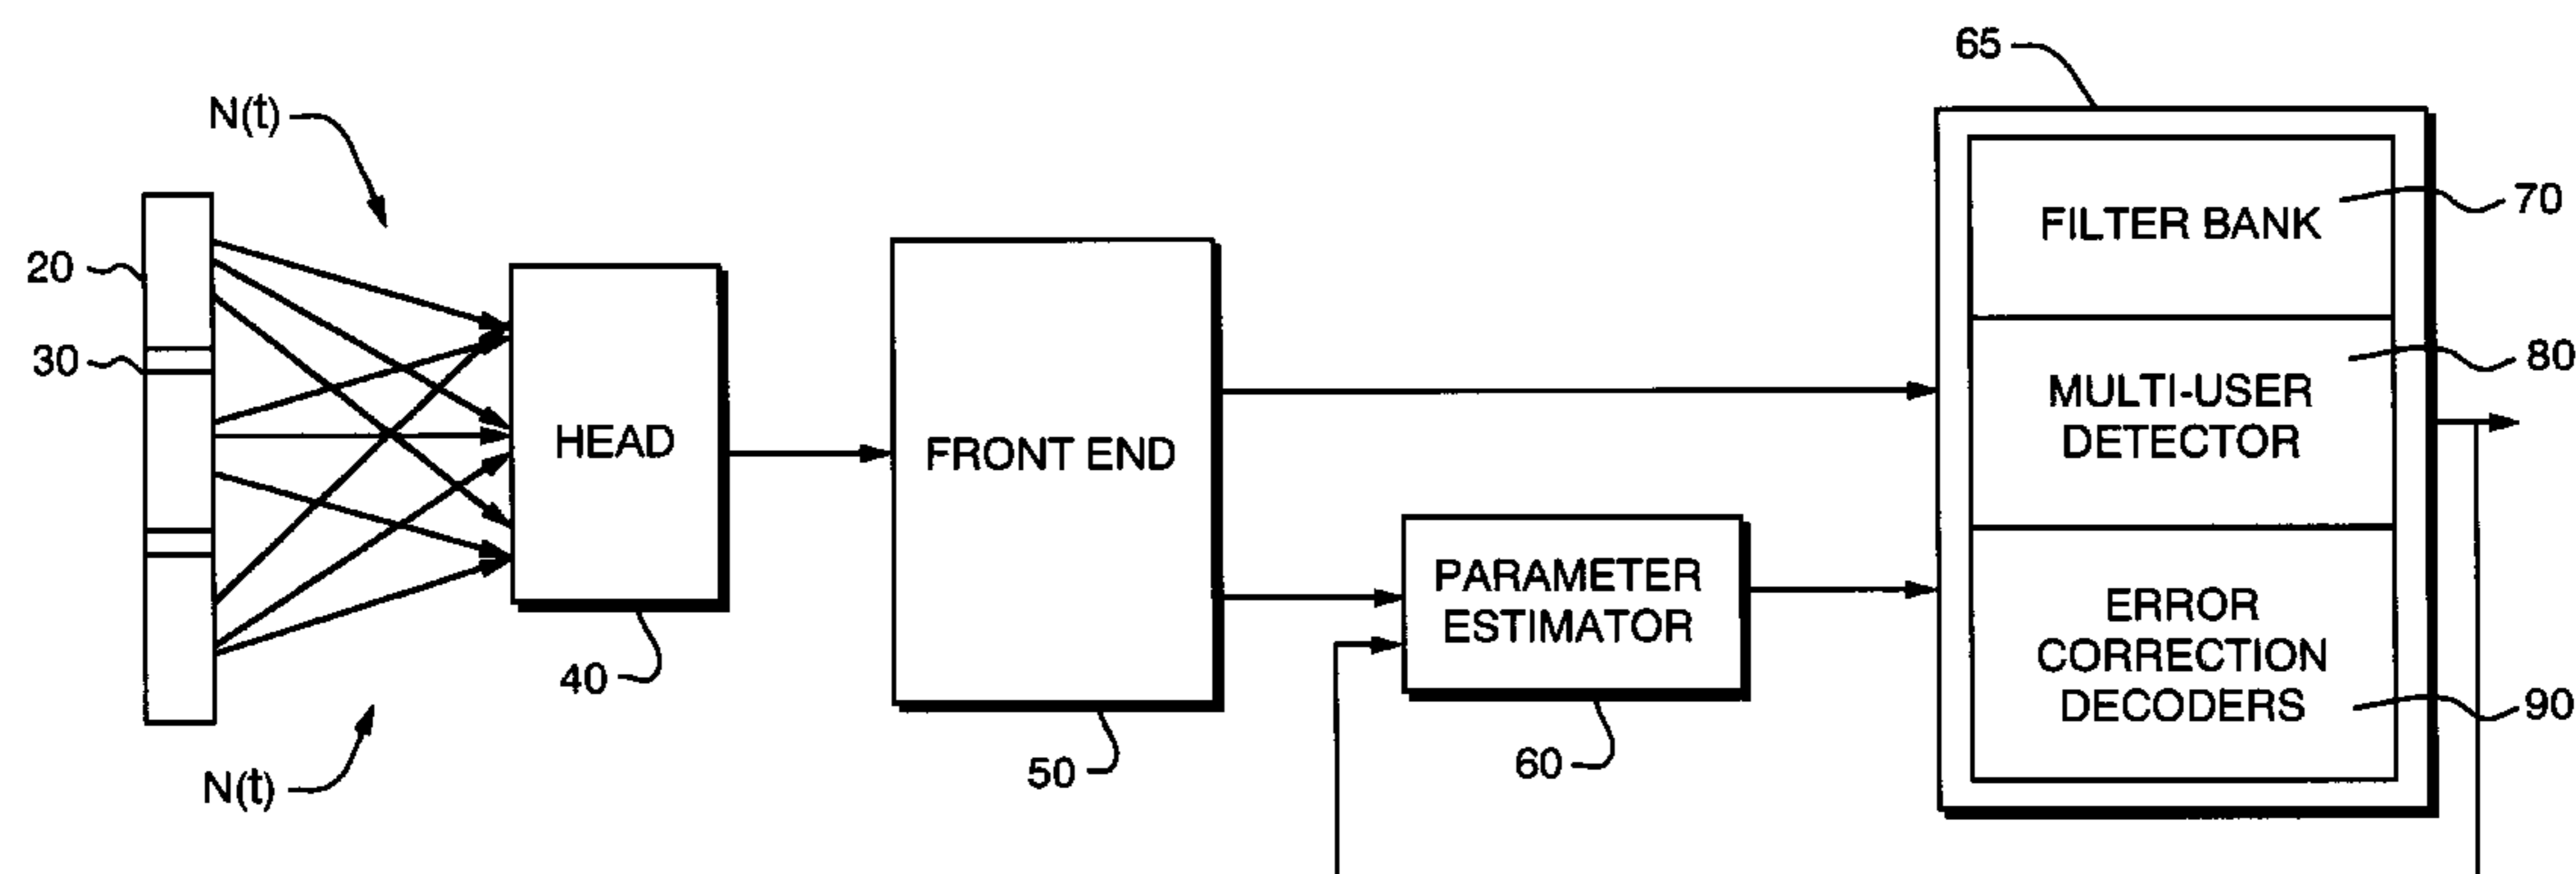 65
N(t)
70
FILTER BANK
20
30
80
MULTI-USER
DETECTOR
HEAD
FRONT END
PARAMETER
ESTIMATOR
ERROR
CORRECTION
DECODERS
90
40
50
60
N(t)